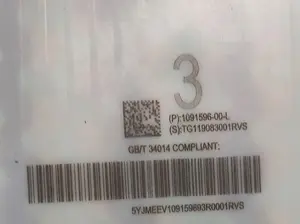 3
(P):1091596-00-L
(S):TG119083001RVS
GB/T 34014 COMPLIANT:
5YJMEEV109159693R0001RVS